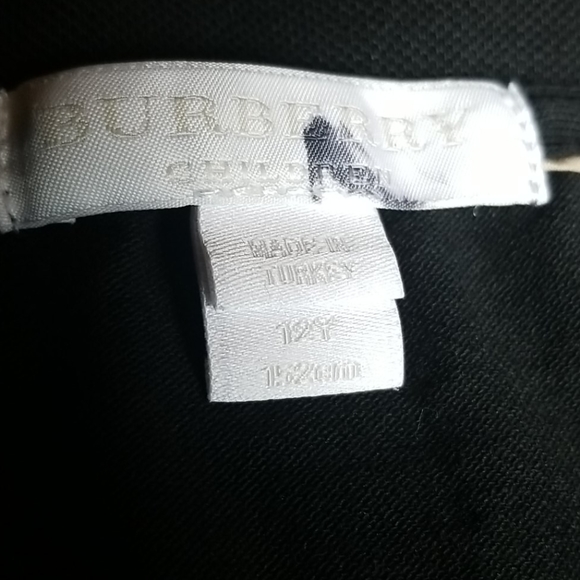 BURBERRY
CHILDREN
MADE IN
TURKEY
12Y
152cm